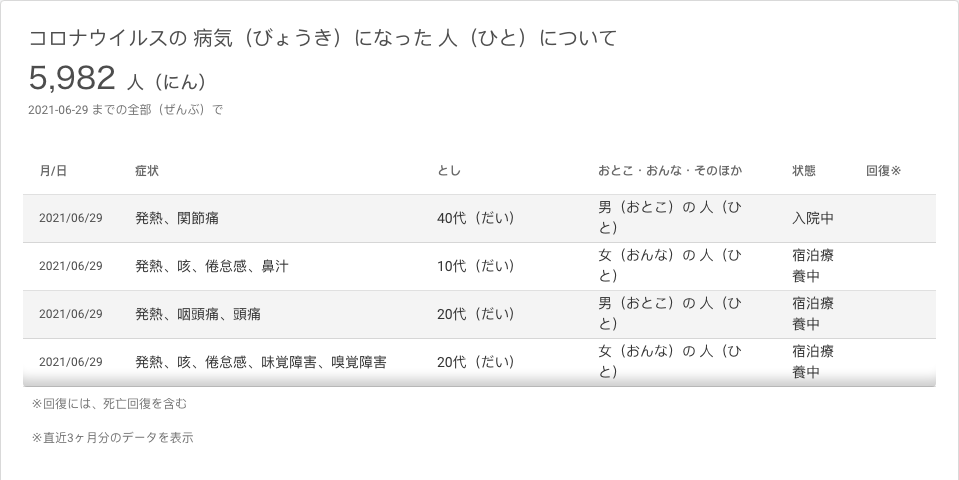 コロナウイルスの 病気（びょうき）になった 人（ひと）について
5,982 人（にん）
2021-06-29 までの全部（ぜんぶ）で
月/日 症状 とし おとこ・おんな・そのほか 状態 回復※
2021/06/29 発熱、関節痛 40代（だい） 男（おとこ）の 人（ひと） 入院中
2021/06/29 発熱、咳、倦怠感、鼻汁 10代（だい） 女（おんな）の 人（ひと） 宿泊療養中
2021/06/29 発熱、咽頭痛、頭痛 20代（だい） 男（おとこ）の 人（ひと） 宿泊療養中
2021/06/29 発熱、咳、倦怠感、味覚障害、嗅覚障害 20代（だい） 女（おんな）の 人（ひと） 宿泊療養中
※回復には、死亡回復を含む
※直近3ヶ月分のデータを表示